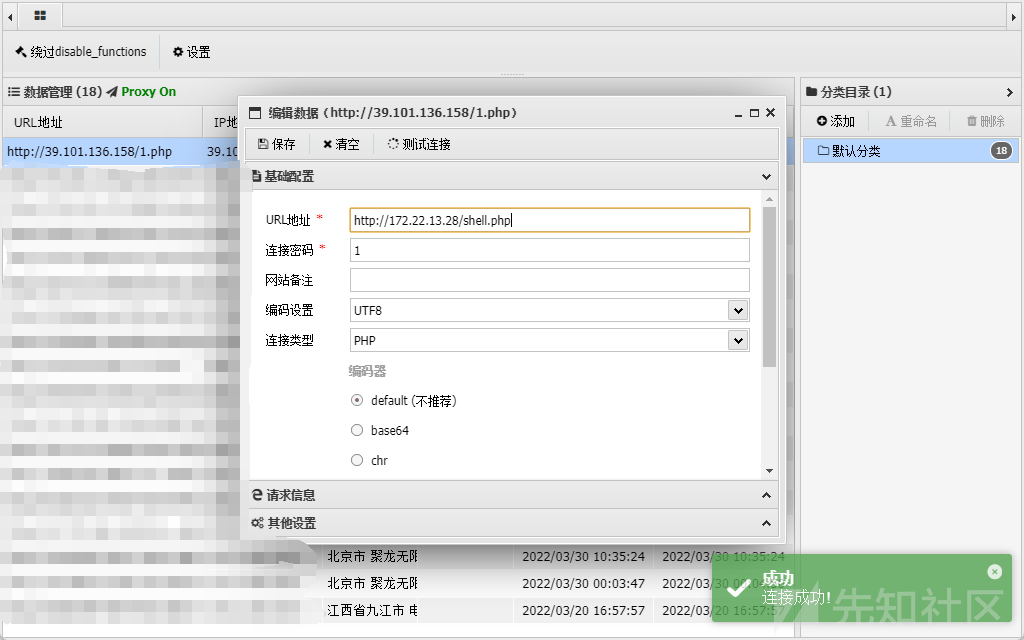 绕过disable_functions 设置
数据管理 (18) Proxy On
分类目录 (1)
URL地址 IP地
添加 重命名 删除
http://39.101.136.158/1.php 39.10
默认分类 18
编辑数据 (http://39.101.136.158/1.php)
保存 清空 测试连接
基础配置
URL地址 * http://172.22.13.28/shell.php
连接密码 * 1
网站备注
编码设置 UTF8
连接类型 PHP
编码器
default (不推荐)
base64
chr
请求信息
其他设置
北京市 聚龙无限 2022/03/30 10:35:24 2022/03/30 10:35:24
北京市 聚龙无限 2022/03/30 00:03:47
江西省九江市 电 2022/03/20 16:57:57 2022/03/20 16:57:57
成功
连接成功!
先知社区